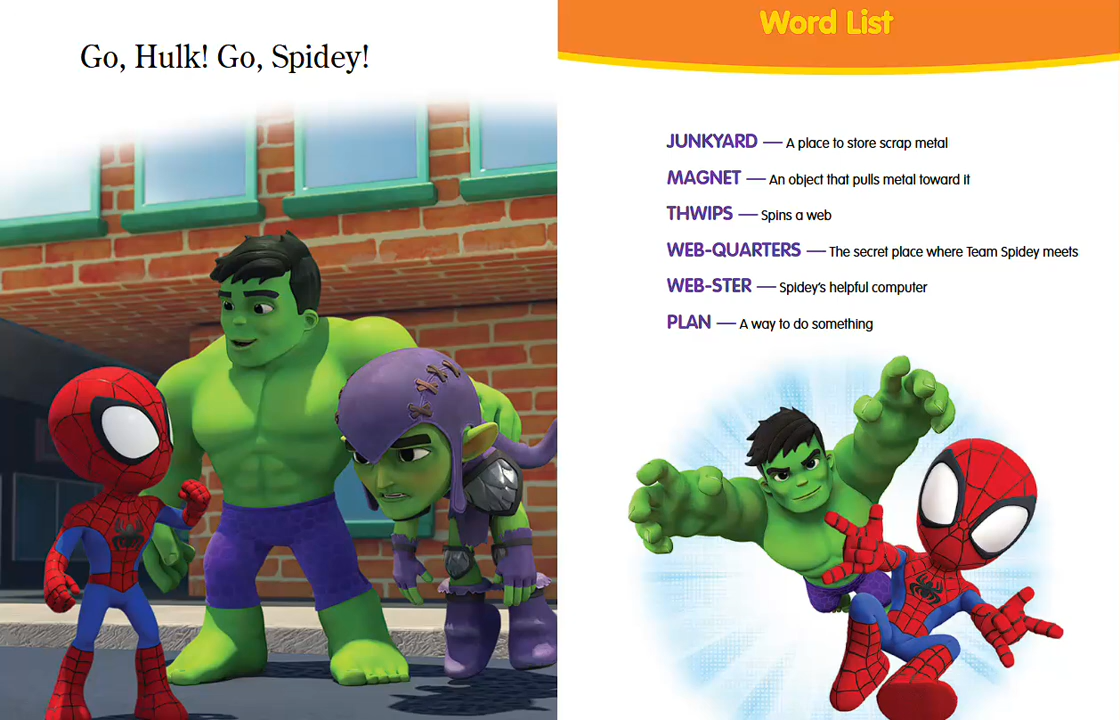 Go, Hulk! Go, Spidey!
Word List
JUNKYARD — A place to store scrap metal
MAGNET — An object that pulls metal toward it
THWIPS — Spins a web
WEB-QUARTERS — The secret place where Team Spidey meets
WEB-STER — Spidey's helpful computer
PLAN — A way to do something